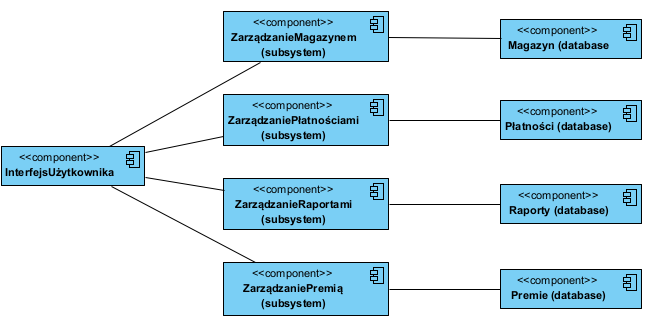 <<component>>
InterfejsUżytkownika
<<component>>
ZarządzanieMagazynem
(subsystem)
<<component>>
Magazyn (database
<<component>>
ZarządzaniePłatnościami
(subsystem)
<<component>>
Płatności (database)
<<component>>
ZarządzanieRaportami
(subsystem)
<<component>>
Raporty (database)
<<component>>
ZarządzaniePremią
(subsystem)
<<component>>
Premie (database)